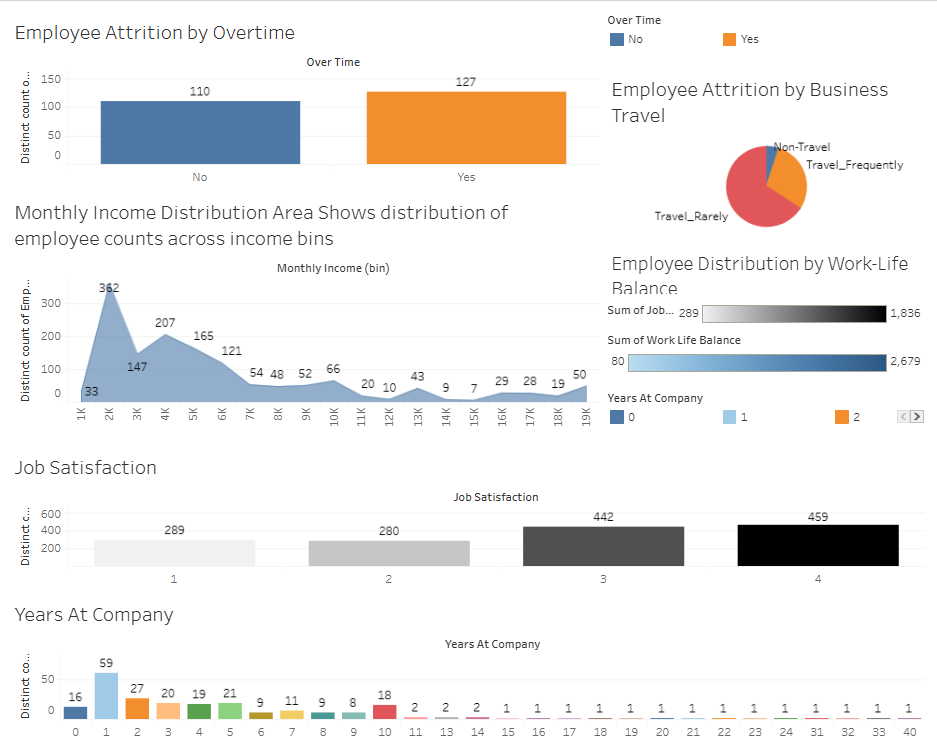 Employee Attrition by Overtime
Over Time
Distinct count o...
150
100
50
0
110
127
No
Yes
Over Time
No
Yes
Employee Attrition by Business
Travel
Non-Travel
Travel_Frequently
Travel_Rarely
Monthly Income Distribution Area Shows distribution of
employee counts across income bins
Monthly Income (bin)
Distinct count of Emp...
300
200
100
0
33
362
147
207
165
121
54
48
52
66
20
10
43
9
7
29
28
19
50
1K
2K
3K
4K
5K
6K
7K
8K
9K
10K
11K
12K
13K
14K
15K
16K
17K
18K
19K
Employee Distribution by Work-Life
Balance
Sum of Job...
289
1,836
Sum of Work Life Balance
80
2,679
Years At Company
0
1
2
Job Satisfaction
Job Satisfaction
Distinct c...
600
400
200
289
280
442
459
1
2
3
4
Years At Company
Years At Company
Distinct co...
50
0
16
59
27
20
19
21
9
11
9
8
18
2
2
2
1
1
1
1
1
1
1
1
1
1
1
1
1
1
0
1
2
3
4
5
6
7
8
9
10
11
13
14
15
16
17
18
19
20
21
22
23
24
31
32
33
40